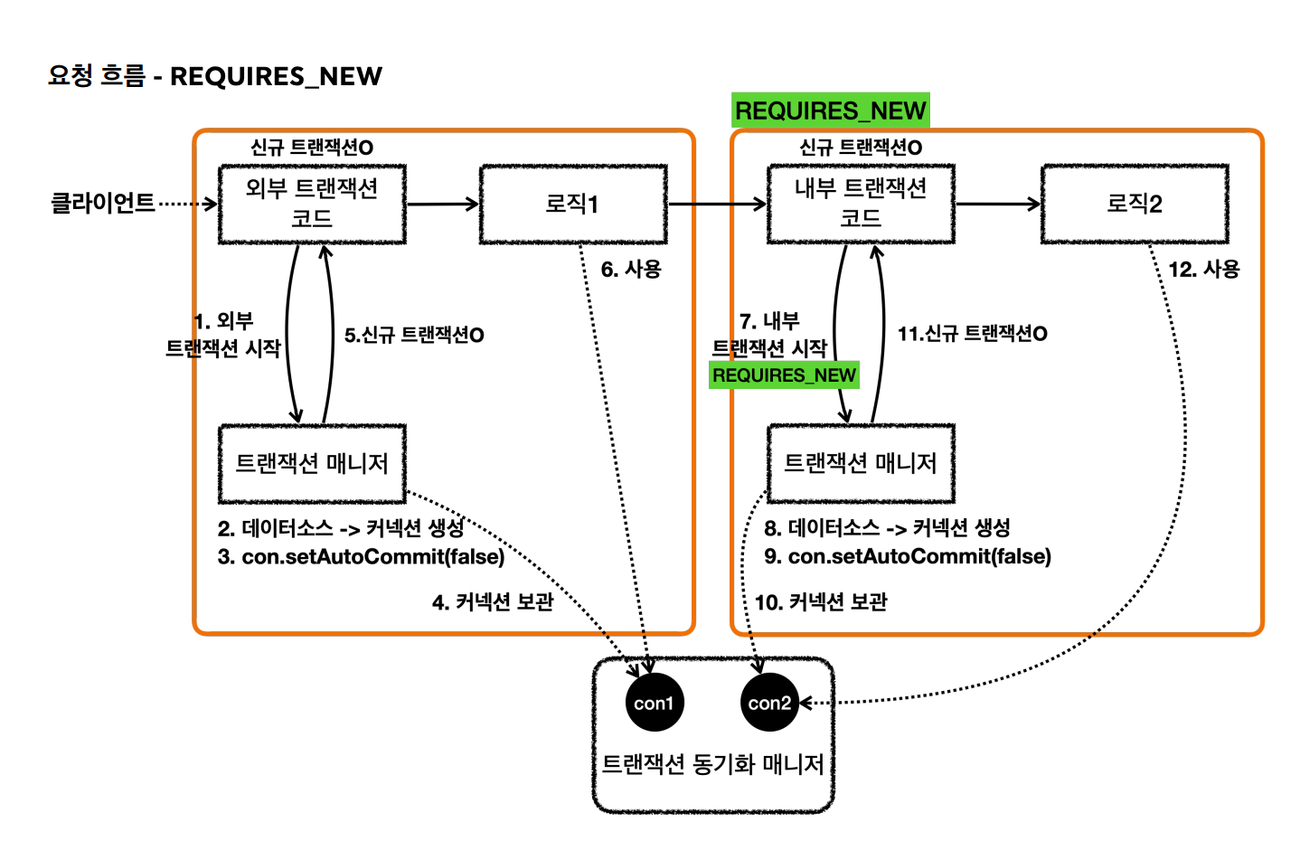 요청 흐름 - REQUIRES_NEW
REQUIRES_NEW
신규 트랜잭션O
신규 트랜잭션O
클라이언트
외부 트랜잭션
코드
로직1
내부 트랜잭션
코드
로직2
6. 사용
12. 사용
1. 외부
트랜잭션 시작
5.신규 트랜잭션O
7. 내부
트랜잭션 시작
REQUIRES_NEW
11.신규 트랜잭션O
트랜잭션 매니저
트랜잭션 매니저
2. 데이터소스 -> 커넥션 생성
3. con.setAutoCommit(false)
8. 데이터소스 -> 커넥션 생성
9. con.setAutoCommit(false)
4. 커넥션 보관
10. 커넥션 보관
con1
con2
트랜잭션 동기화 매니저